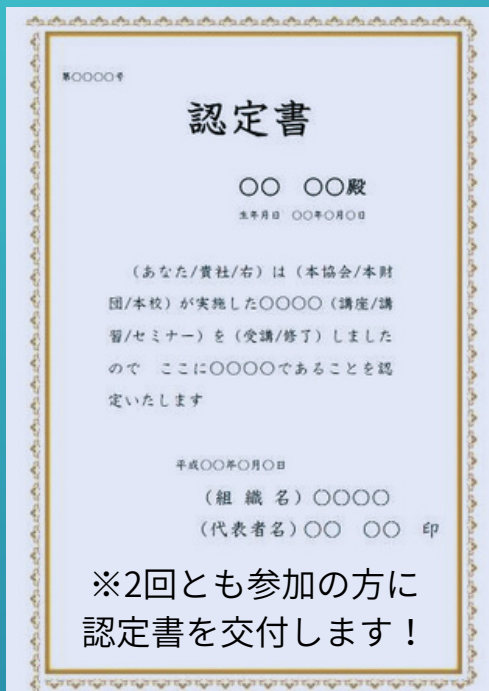 第○○○○号
認定書
○○　○○殿
生年月日　○○年○月○日
（あなた/貴社/右）は（本協会/本財
団/本校）が実施した○○○○（講座/講
習/セミナー）を（受講/修了）しました
ので　ここに○○○○であることを認
定いたします
平成○○年○月○日
（組 織 名）○○○○
（代表者名）○○　○○　印
※2回とも参加の方に
認定書を交付します！